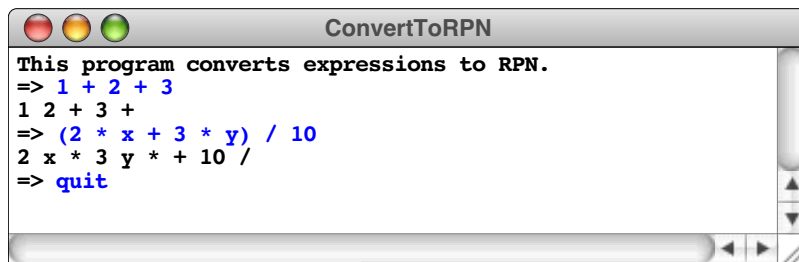 ConvertToRPN
This program converts expressions to RPN.
=> 1 + 2 + 3
1 2 + 3 +
=> (2 * x + 3 * y) / 10
2 x * 3 y * + 10 /
=> quit